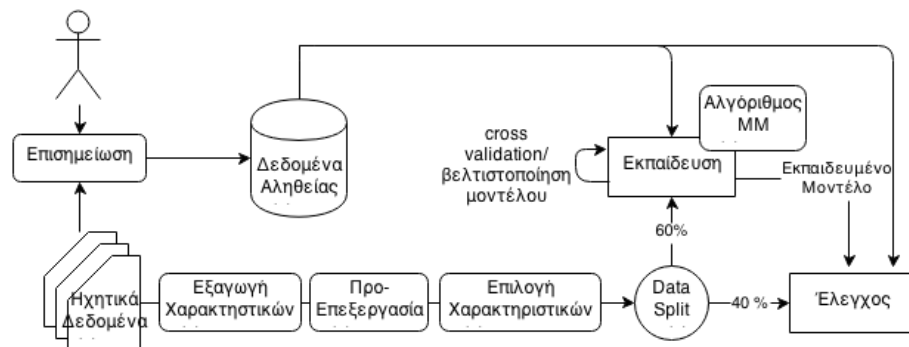 Αλγόριθμος
ΜΜ
Επισημείωση
Δεδομένα
Αληθείας
cross
validation/
βελτιστοποίηση
μοντέλου
Εκπαίδευση
Εκπαιδευμένο
Μοντέλο
60%
Ηχητικά
Δεδομένα
Εξαγωγή
Χαρακτηστικών
Προ-
Επεξεργασία
Επιλογή
Χαρακτηριστικών
Data
Split
40 %
Έλεγχος